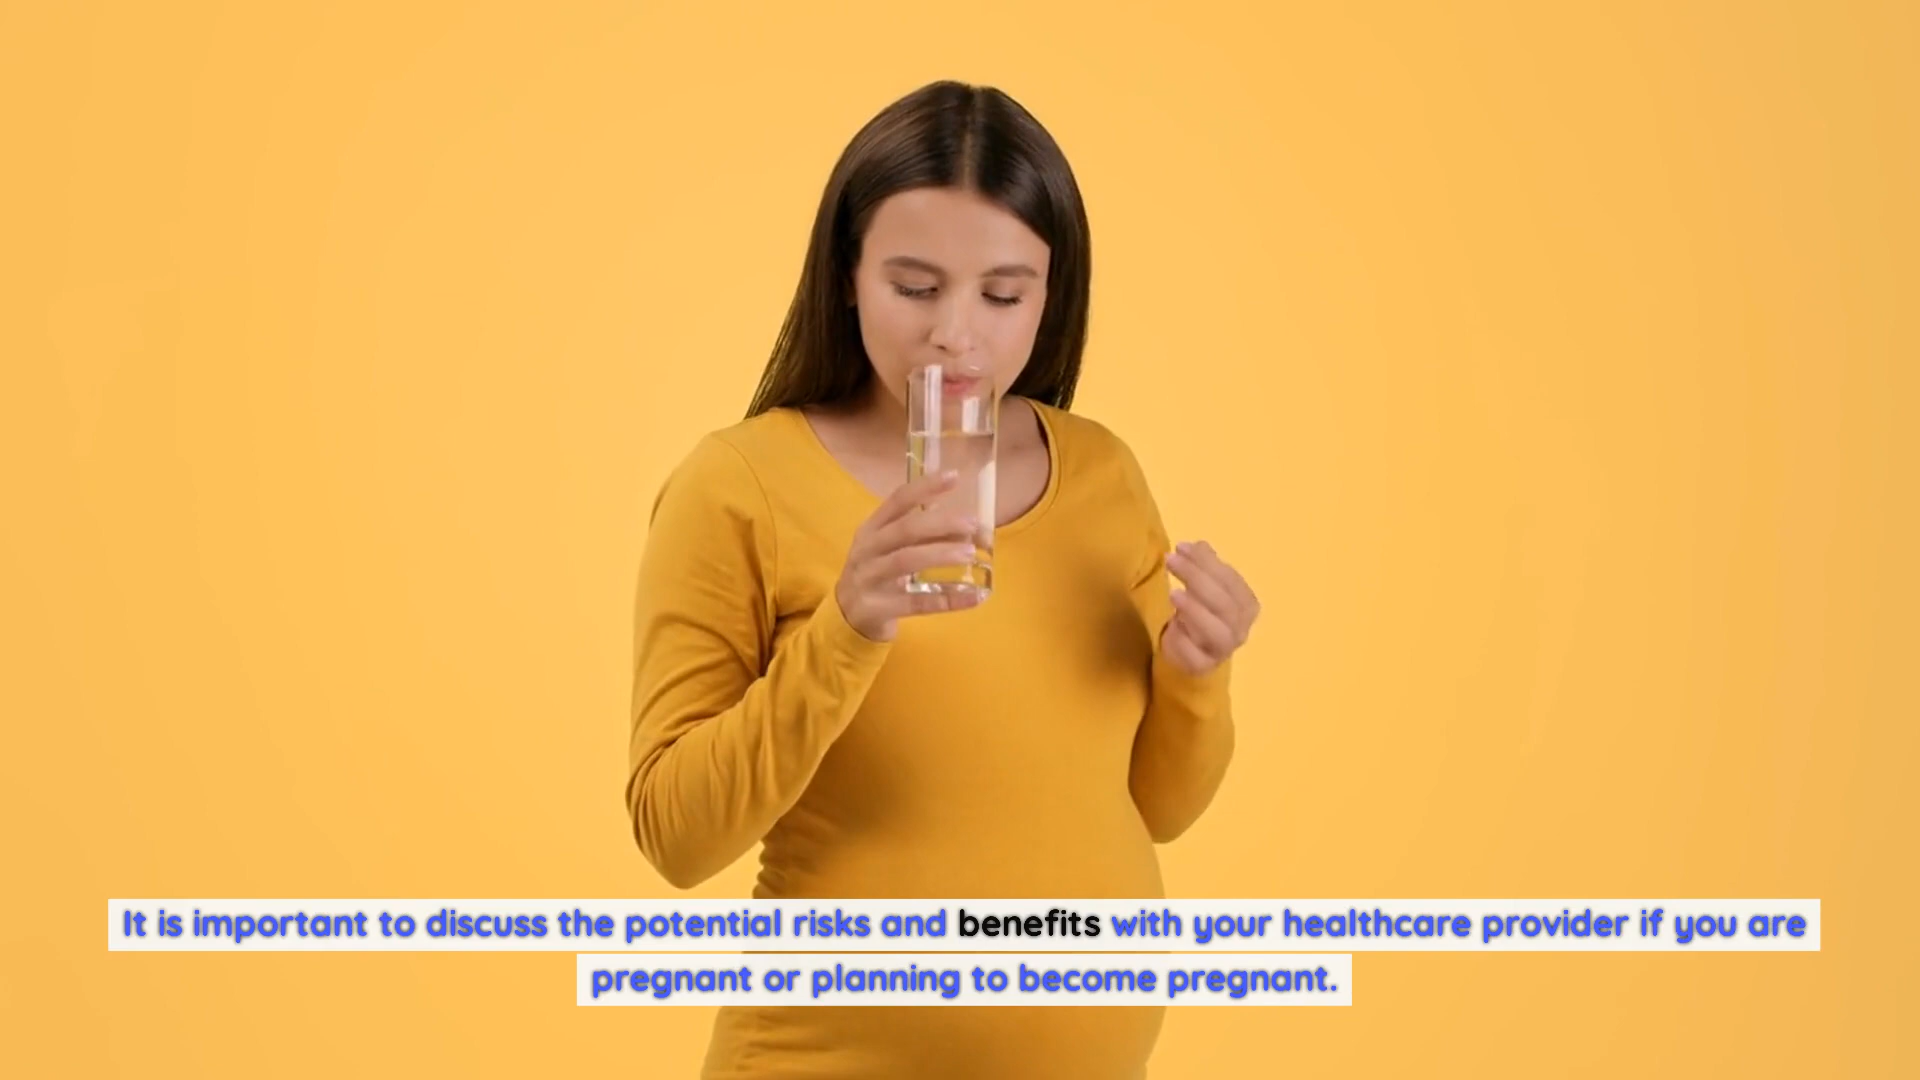 It is important to discuss the potential risks and benefits with your healthcare provider if you are
pregnant or planning to become pregnant.